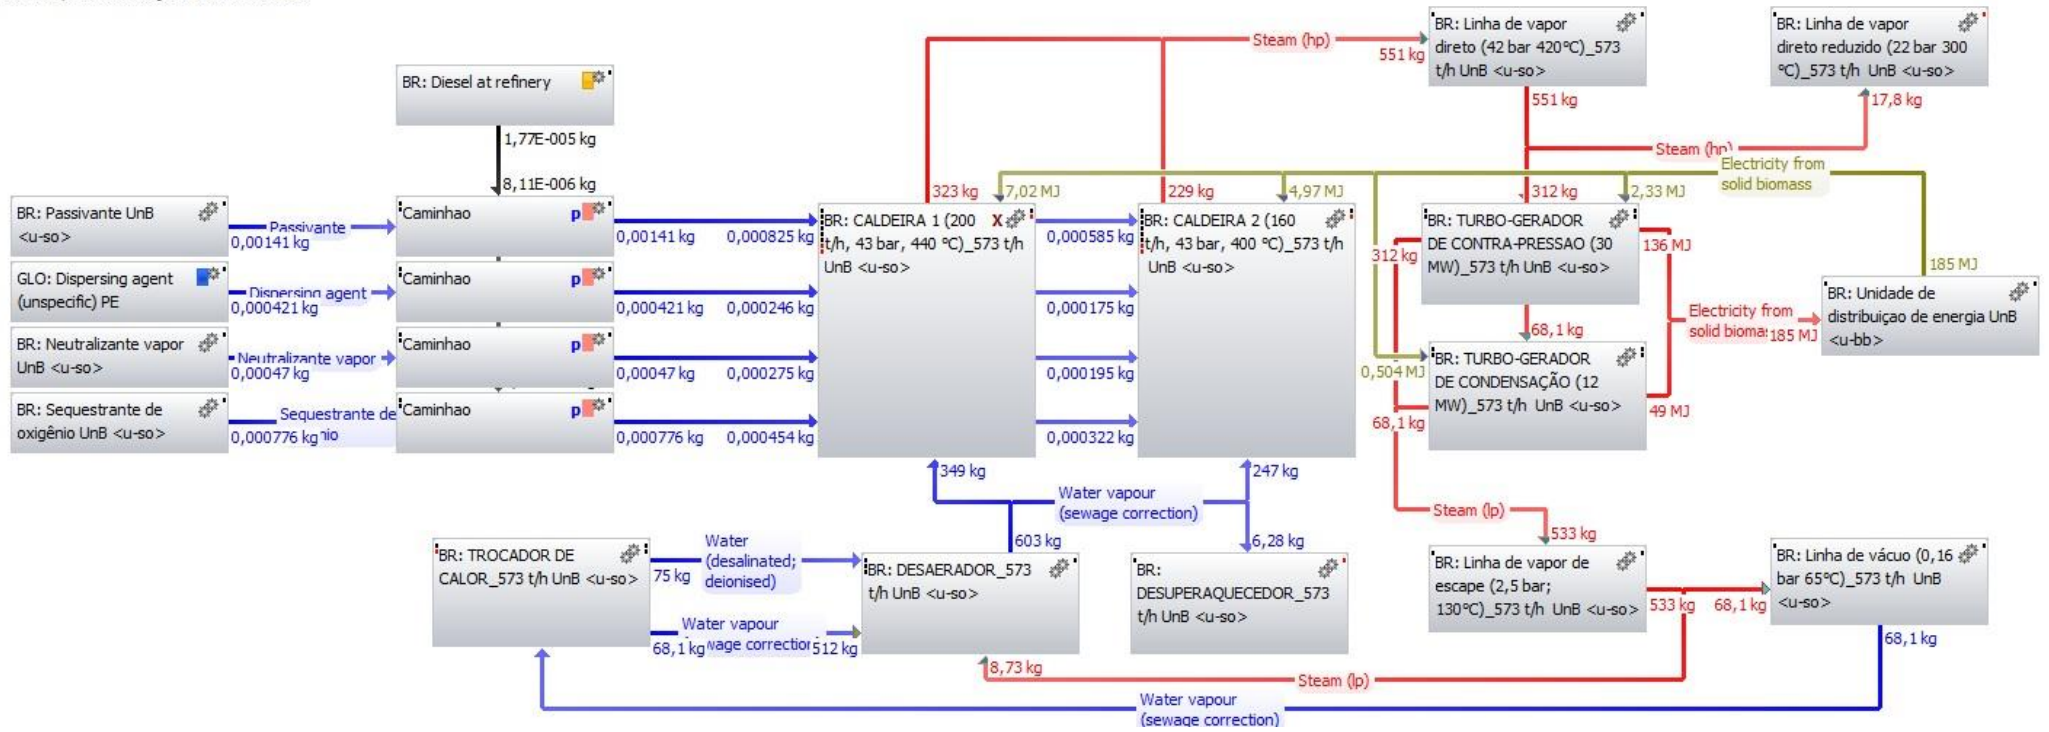 Steam (hp)
551 kg
BR: Linha de vapor
direto (42 bar 420°C)_573
t/h UnB <u-so>
BR: Linha de vapor
direto reduzido (22 bar 300
°C)_573 t/h UnB <u-so>
BR: Diesel at refinery
551 kg
17,8 kg
1,77E-005 kg
Steam (hp)
Electricity from
solid biomass
8,11E-006 kg
323 kg
7,02 MJ
229 kg
4,97 MJ
312 kg
2,33 MJ
BR: Passivante UnB
<u-so>
Passivante
0,00141 kg
Caminhao
p
0,00141 kg
0,000825 kg
BR: CALDEIRA 1 (200
t/h, 43 bar, 440 °C)_573 t/h
UnB <u-so>
X
0,000585 kg
BR: CALDEIRA 2 (160
t/h, 43 bar, 400 °C)_573 t/h
UnB <u-so>
312 kg
BR: TURBO-GERADOR
DE CONTRA-PRESSAO (30
MW)_573 t/h UnB <u-so>
136 MJ
185 MJ
GLO: Dispersing agent
(unspecific) PE
Dispersing agent
0,000421 kg
Caminhao
p
0,000421 kg
0,000246 kg
0,000175 kg
Electricity from
185 MJ
BR: Unidade de
distribuiçao de energia UnB
<u-bb>
68,1 kg
BR: Neutralizante vapor
UnB <u-so>
Neutralizante vapor
0,00047 kg
Caminhao
p
0,00047 kg
0,000275 kg
0,000195 kg
0,504 MJ
BR: TURBO-GERADOR
DE CONDENSAÇÃO (12
MW)_573 t/h UnB <u-so>
49 MJ
BR: Sequestrante de
oxigênio UnB <u-so>
Sequestrante de
0,000776 kg
Caminhao
p
0,000776 kg
0,000454 kg
0,000322 kg
68,1 kg
349 kg
Water vapour
(sewage correction)
247 kg
Steam (lp)
533 kg
603 kg
6,28 kg
BR: TROCADOR DE
CALOR_573 t/h UnB <u-so>
Water
(desalinated;
deionised)
75 kg
Water vapour
68,1 kg
512 kg
BR: DESAERADOR_573
t/h UnB <u-so>
BR:
DESUPERAQUECEDOR_573
t/h UnB <u-so>
BR: Linha de vapor de
escape (2,5 bar;
130°C)_573 t/h UnB <u-so>
533 kg
68,1 kg
BR: Linha de vácuo (0,16
bar 65°C)_573 t/h UnB
<u-so>
68,1 kg
8,73 kg
Steam (lp)
Water vapour
(sewage correction)